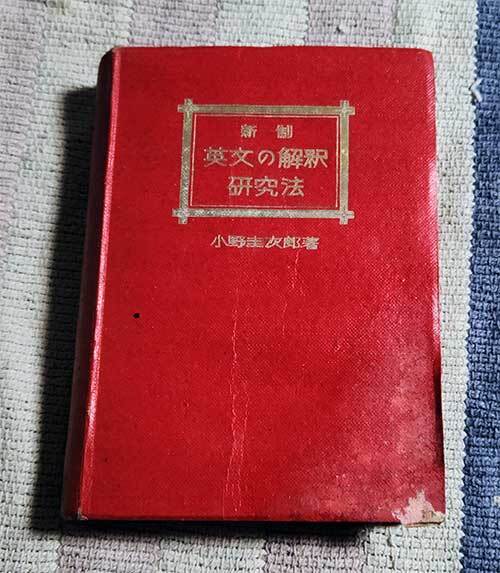 新制
英文の解釈
研究法
小野圭次郎著